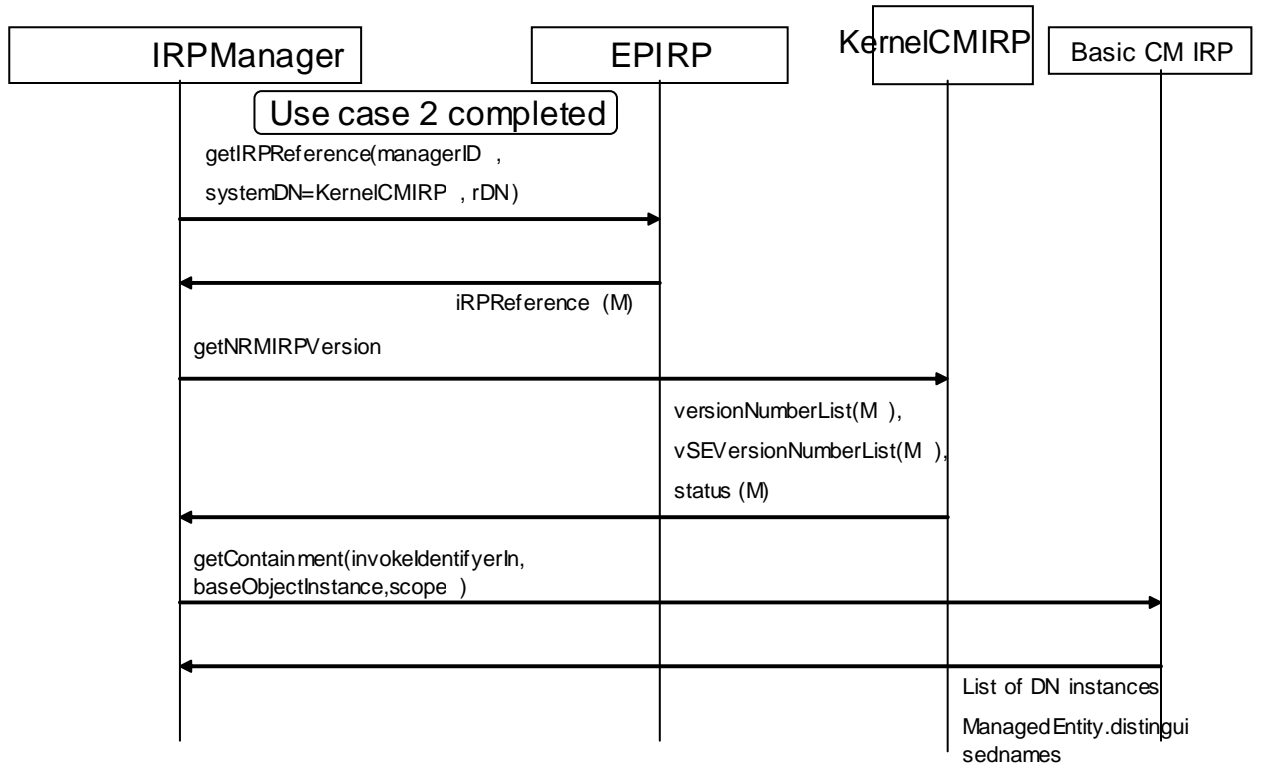 IRPManager
EPIRP
KernelCMIRP
Basic CM IRP
Use case 2 completed
getIRPReference(managerID ,
systemDN=KernelCMIRP , rDN)
iRPReference (M)
getNRMIRPVersion
versionNumberList(M ),
vSEVersionNumberList(M ),
status (M)
getContainment(invokeIdentifyerIn,
baseObjectInstance,scope )
List of DN instances
ManagedEntity.distingui
sednames